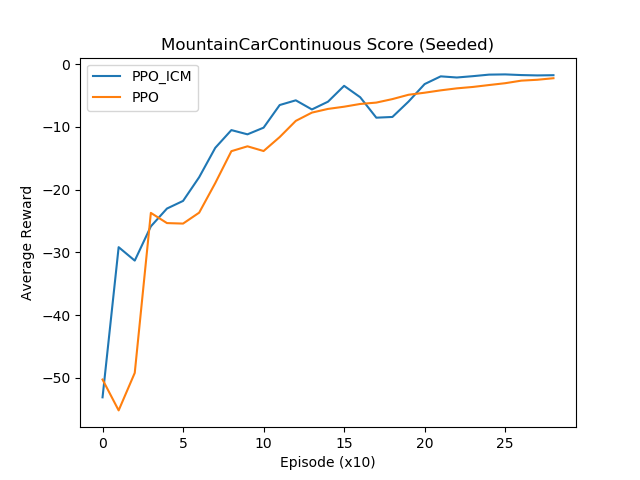 MountainCarContinuous Score (Seeded)
PPO_ICM
PPO
0
−10
−20
−30
−40
−50
Average Reward
0 5 10 15 20 25
Episode (x10)